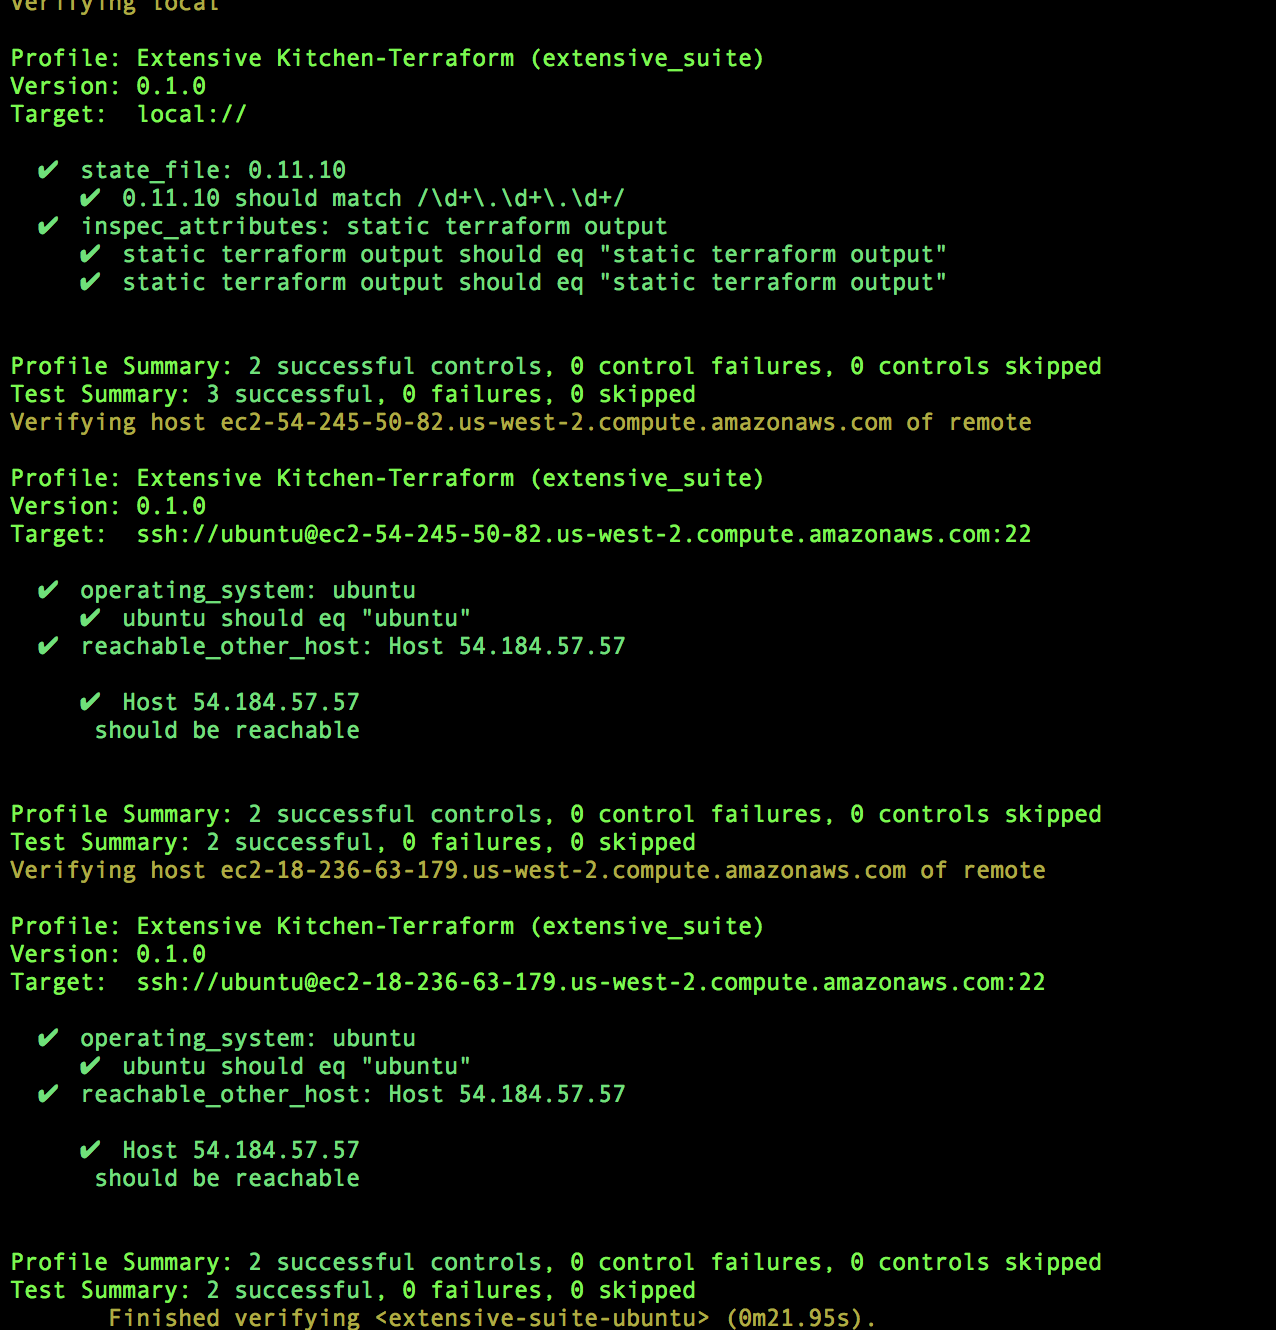 Verifying local
Profile: Extensive Kitchen-Terraform (extensive_suite)
Version: 0.1.0
Target:  local://
✔  state_file: 0.11.10
✔  0.11.10 should match /\d+\.\d+\.\d+/
✔  inspec_attributes: static terraform output
✔  static terraform output should eq "static terraform output"
✔  static terraform output should eq "static terraform output"
Profile Summary: 2 successful controls, 0 control failures, 0 controls skipped
Test Summary: 3 successful, 0 failures, 0 skipped
Verifying host ec2-54-245-50-82.us-west-2.compute.amazonaws.com of remote
Profile: Extensive Kitchen-Terraform (extensive_suite)
Version: 0.1.0
Target:  ssh://ubuntu@ec2-54-245-50-82.us-west-2.compute.amazonaws.com:22
✔  operating_system: ubuntu
✔  ubuntu should eq "ubuntu"
✔  reachable_other_host: Host 54.184.57.57
✔  Host 54.184.57.57
should be reachable
Profile Summary: 2 successful controls, 0 control failures, 0 controls skipped
Test Summary: 2 successful, 0 failures, 0 skipped
Verifying host ec2-18-236-63-179.us-west-2.compute.amazonaws.com of remote
Profile: Extensive Kitchen-Terraform (extensive_suite)
Version: 0.1.0
Target:  ssh://ubuntu@ec2-18-236-63-179.us-west-2.compute.amazonaws.com:22
✔  operating_system: ubuntu
✔  ubuntu should eq "ubuntu"
✔  reachable_other_host: Host 54.184.57.57
✔  Host 54.184.57.57
should be reachable
Profile Summary: 2 successful controls, 0 control failures, 0 controls skipped
Test Summary: 2 successful, 0 failures, 0 skipped
Finished verifying <extensive-suite-ubuntu> (0m21.95s).